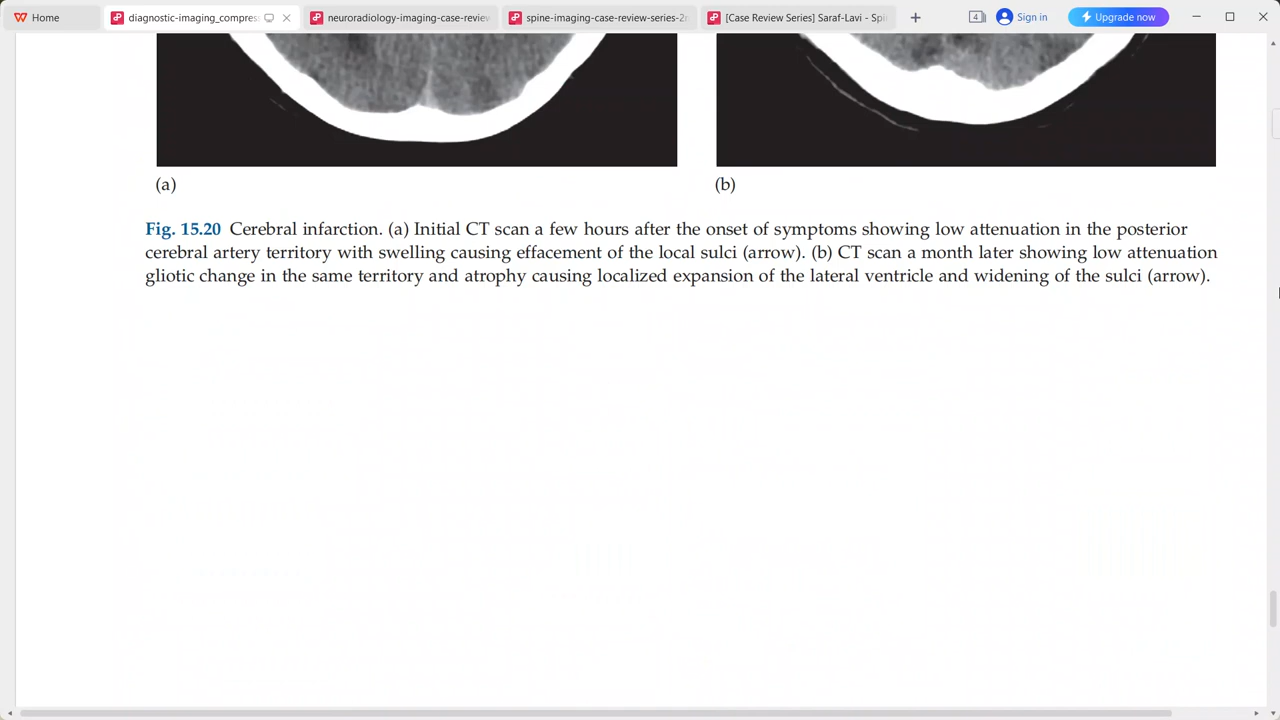 Home
diagnostic-imaging_compres
neuroradiology-imaging-case-review
spine-imaging-case-review-series-2
[Case Review Series] Saraf-Lavi - Spi
4
Sign in
Upgrade now
(a)
(b)
Fig. 15.20 Cerebral infarction. (a) Initial CT scan a few hours after the onset of symptoms showing low attenuation in the posterior
cerebral artery territory with swelling causing effacement of the local sulci (arrow). (b) CT scan a month later showing low attenuation
gliotic change in the same territory and atrophy causing localized expansion of the lateral ventricle and widening of the sulci (arrow).